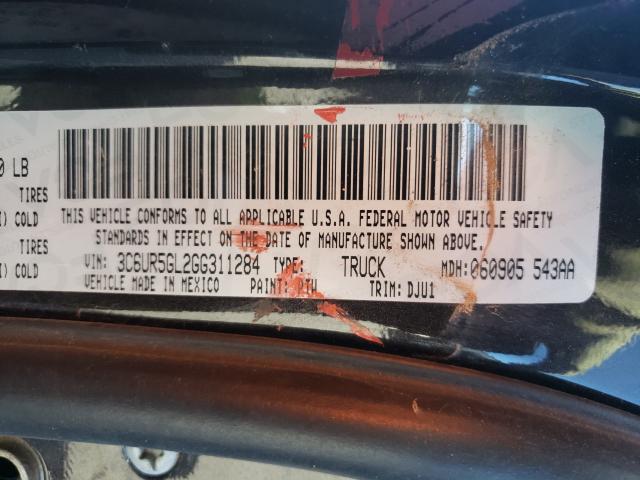 0 LB
TIRES
) COLD
TIRES
) COLD
THIS VEHICLE CONFORMS TO ALL APPLICABLE U.S.A. FEDERAL MOTOR VEHICLE SAFETY
STANDARDS IN EFFECT ON THE DATE OF MANUFACTURE SHOWN ABOVE.
VIN: 3C6UR5GL2GG311284 TYPE: TRUCK MDH: 060905 543AA
VEHICLE MADE IN MEXICO PAINT: TRIM: DJU1